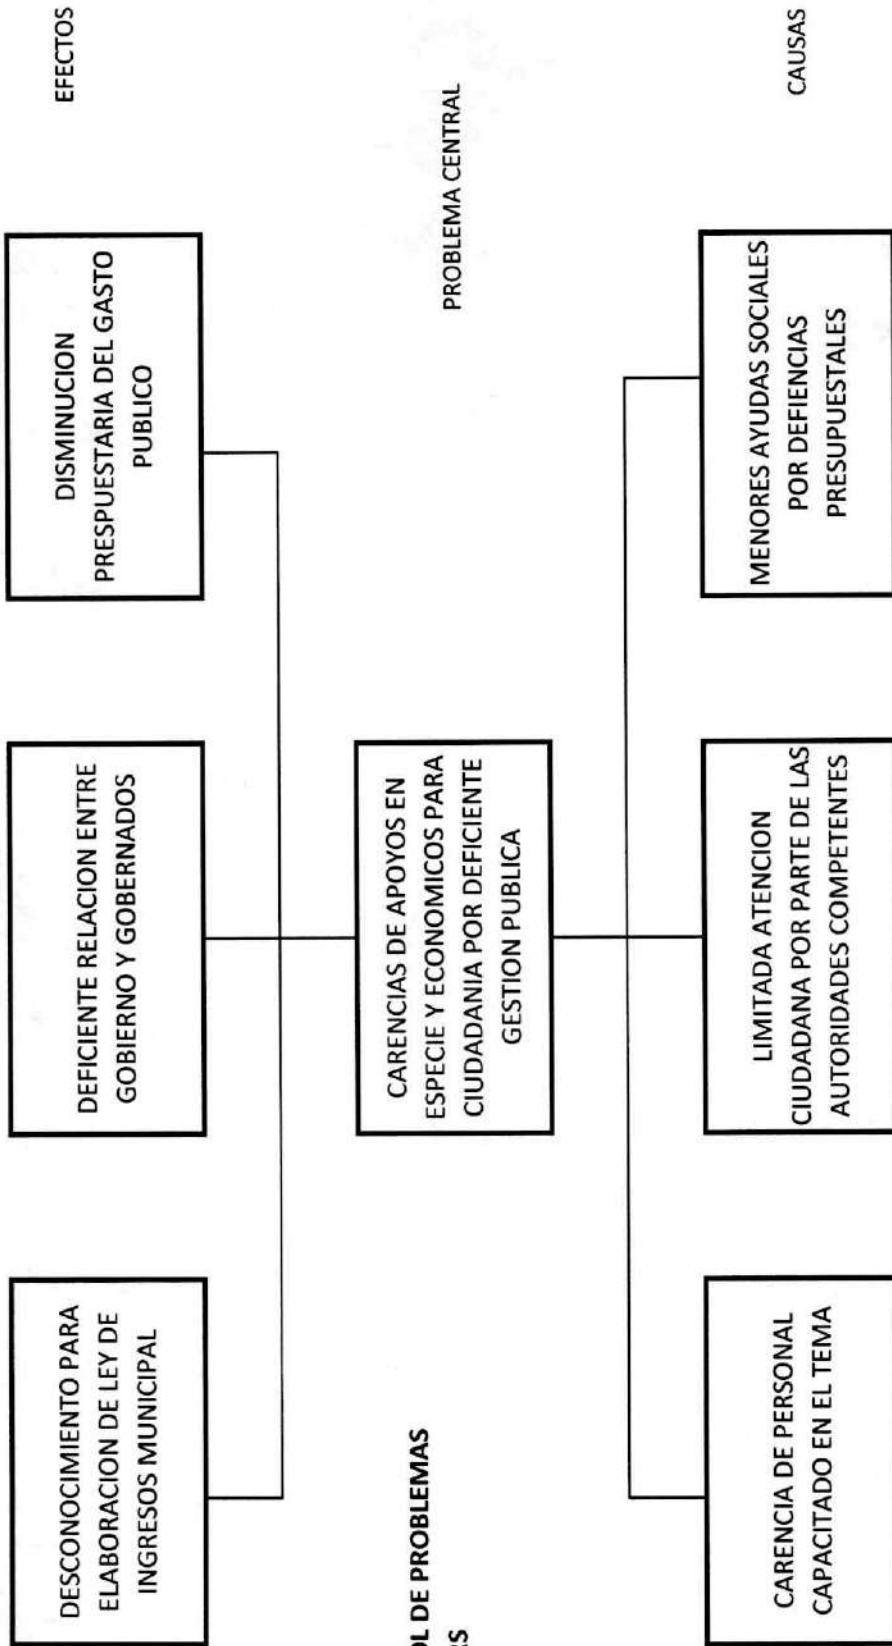 DESCONOCIMIENTO PARA
ELABORACION DE LEY DE
INGRESOS MUNICIPAL
DEFICIENTE RELACION ENTRE
GOBIERNO Y GOBERNADOS
DISMINUCION
PRESPUESTARIA DEL GASTO
PUBLICO
EFECTOS
CARENCIAS DE APOYOS EN
ESPECIE Y ECONOMICOS PARA
CIUDADANIA POR DEFICIENTE
GESTION PUBLICA
PROBLEMA CENTRAL
OL DE PROBLEMAS
RS
CARENCIA DE PERSONAL
CAPACITADO EN EL TEMA
LIMITADA ATENCION
CIUDADANA POR PARTE DE LAS
AUTORIDADES COMPETENTES
MENORES AYUDAS SOCIALES
POR DEFIENCIAS
PRESUPUESTALES
CAUSAS